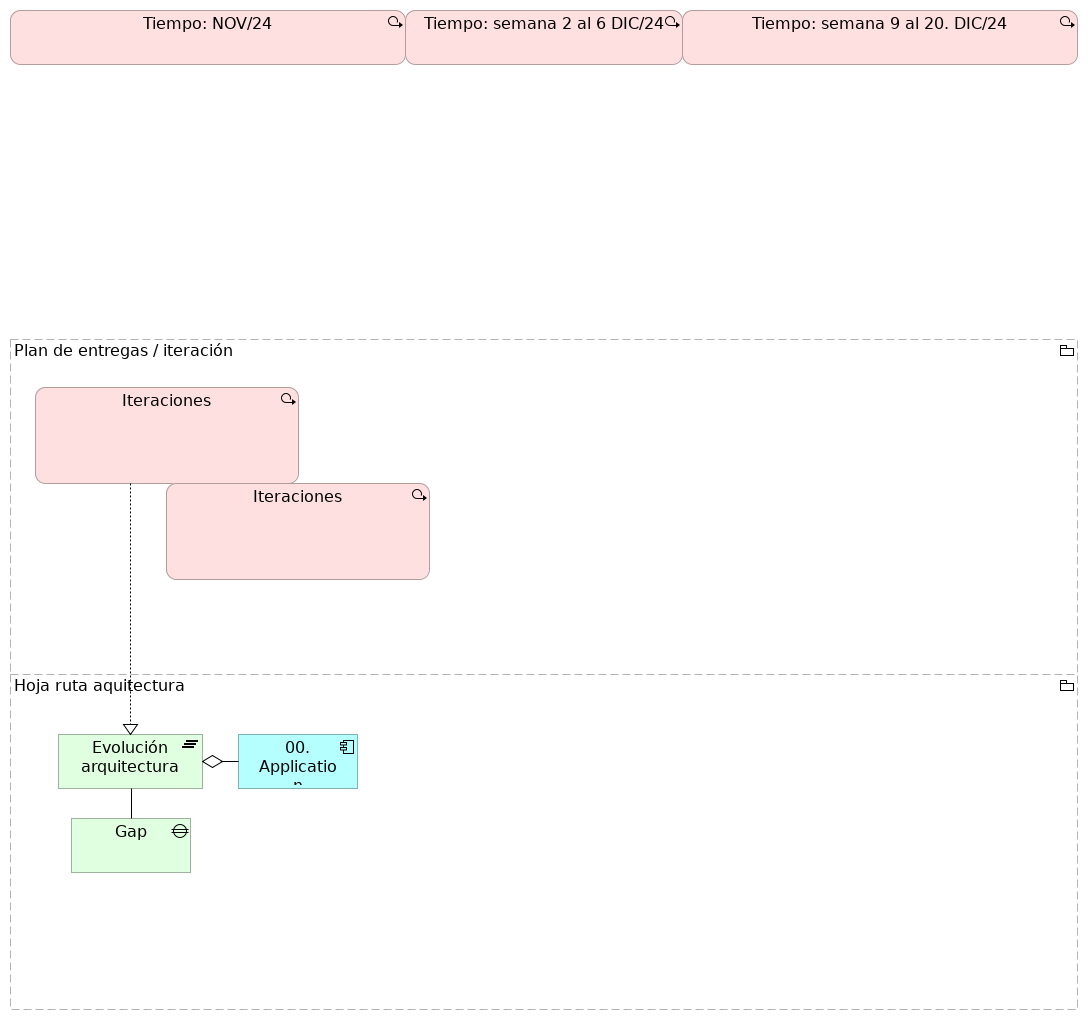 Tiempo: NOV/24
Tiempo: semana 2 al 6 DIC/24
Tiempo: semana 9 al 20. DIC/24
Plan de entregas / iteración
Iteraciones
Iteraciones
Hoja ruta aquitectura
Evolución
arquitectura
00.
Applicatio
n
Gap